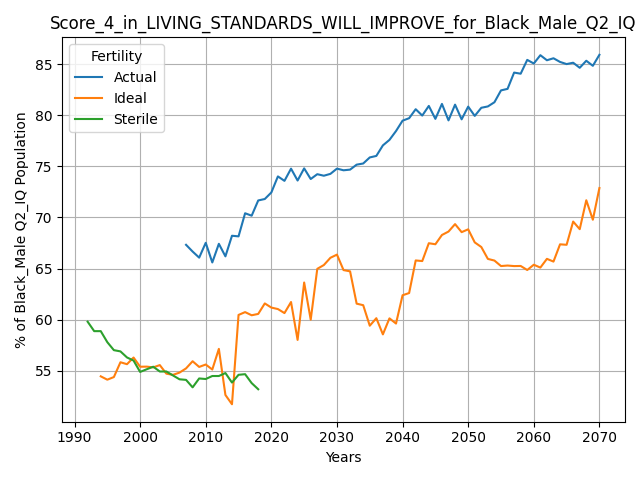 Score_4_in_LIVING_STANDARDS_WILL_IMPROVE_for_Black_Male_Q2_IQ
Fertility
Actual
Ideal
Sterile
% of Black_Male Q2_IQ Population
85
80
75
70
65
60
55
1990 2000 2010 2020 2030 2040 2050 2060 2070
Years